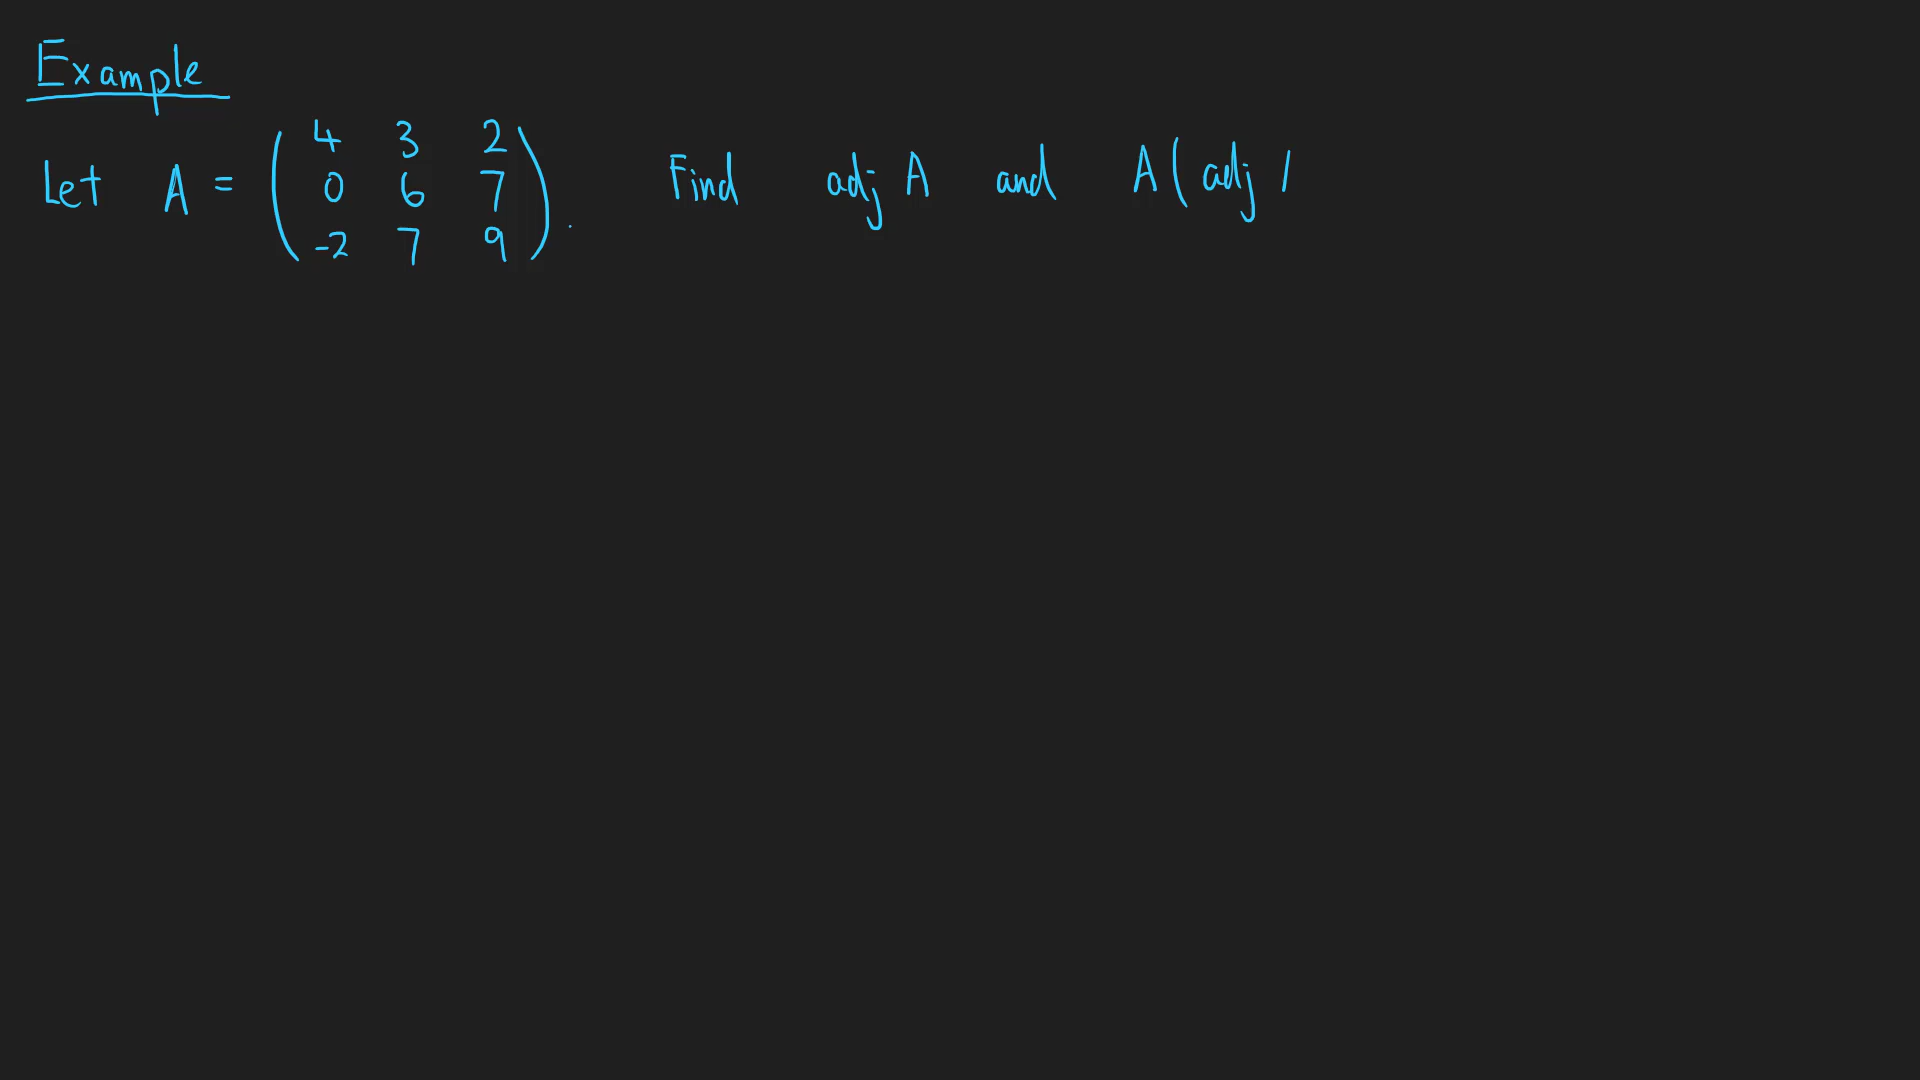 Example
Let A = ( 4 3 2
0 6 7
-2 7 9 ). Find adj A and A(adj /